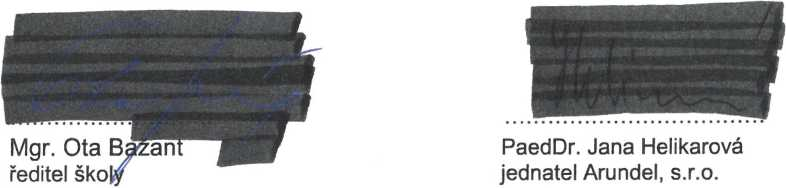 Mgr. Ota Bažant
ředitel školy
PaedDr. Jana Helikarová
jednatel Arundel, s.r.o.